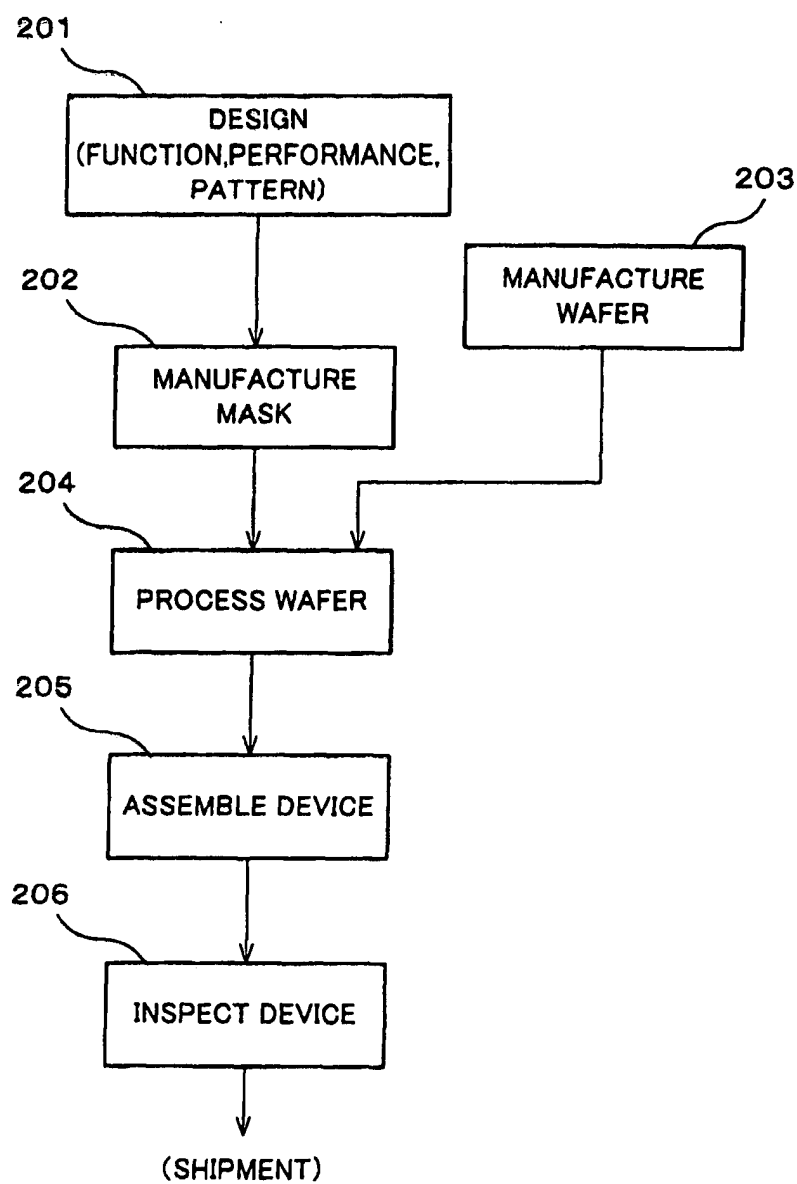 201
DESIGN
(FUNCTION,PERFORMANCE,
PATTERN)
203
MANUFACTURE
WAFER
202
MANUFACTURE
MASK
204
PROCESS WAFER
205
ASSEMBLE DEVICE
206
INSPECT DEVICE
(SHIPMENT)